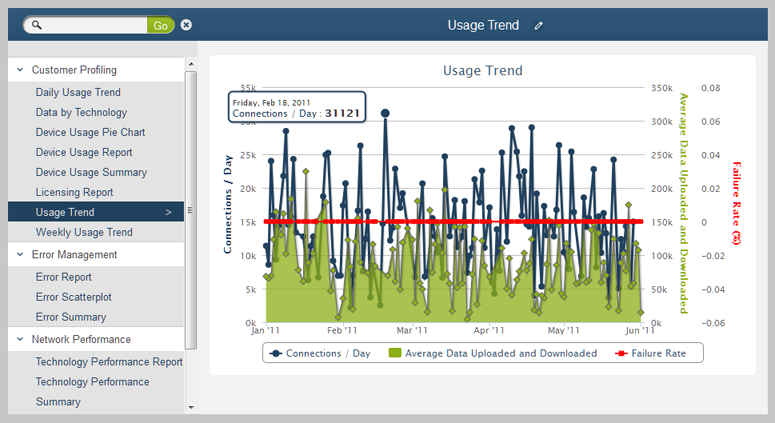 Go
Usage Trend
Customer Profiling
Daily Usage Trend
Data by Technology
Device Usage Pie Chart
Device Usage Report
Device Usage Summary
Licensing Report
Usage Trend >
Weekly Usage Trend
Error Management
Error Report
Error Scatterplot
Error Summary
Network Performance
Technology Performance Report
Technology Performance
Summary
Usage Trend
Friday, Feb 18, 2011
Connections / Day : 31121
Connections / Day
35k
30k
25k
20k
15k
10k
5k
0k
350k
300k
250k
200k
150k
100k
50k
0k
Average Data Uploaded and Downloaded
0.08
0.06
0.04
0.02
0
-0.02
-0.04
-0.06
Failure Rate (%)
Jan '11
Feb '11
Mar '11
Apr '11
May '11
Jun '11
Connections / Day
Average Data Uploaded and Downloaded
Failure Rate